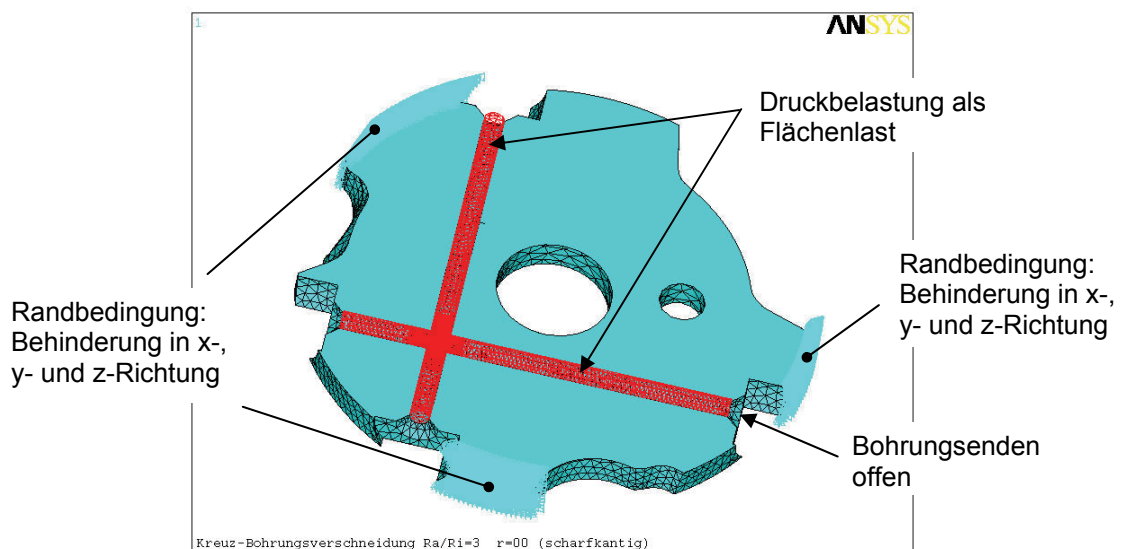 1
ANSYS
Druckbelastung als
Flächenlast
Randbedingung:
Behinderung in x-,
y- und z-Richtung
Randbedingung:
Behinderung in x-,
y- und z-Richtung
Bohrungsenden
offen
Kreuz-Bohrungsverschneidung Ra/Ri=3 r=00 (scharfkantig)